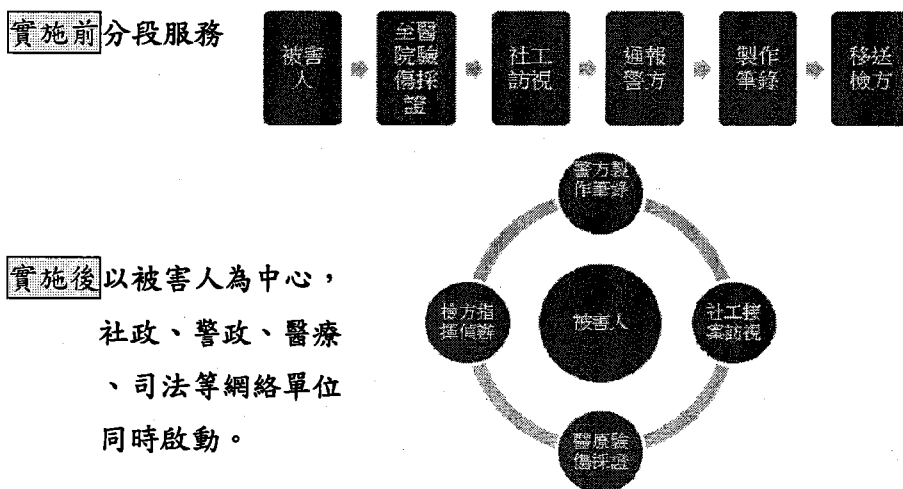 實施前分段服務
被害
人
至醫
院驗
傷採
證
社工
訪視
通報
警方
製作
筆錄
移送
檢方
警方製
作筆錄
實施後以被害人為中心，
社政、警政、醫療
、司法等網絡單位
同時啟動。
檢方指
揮偵辦
被害人
社工接
案訪視
醫原驗
傷採證